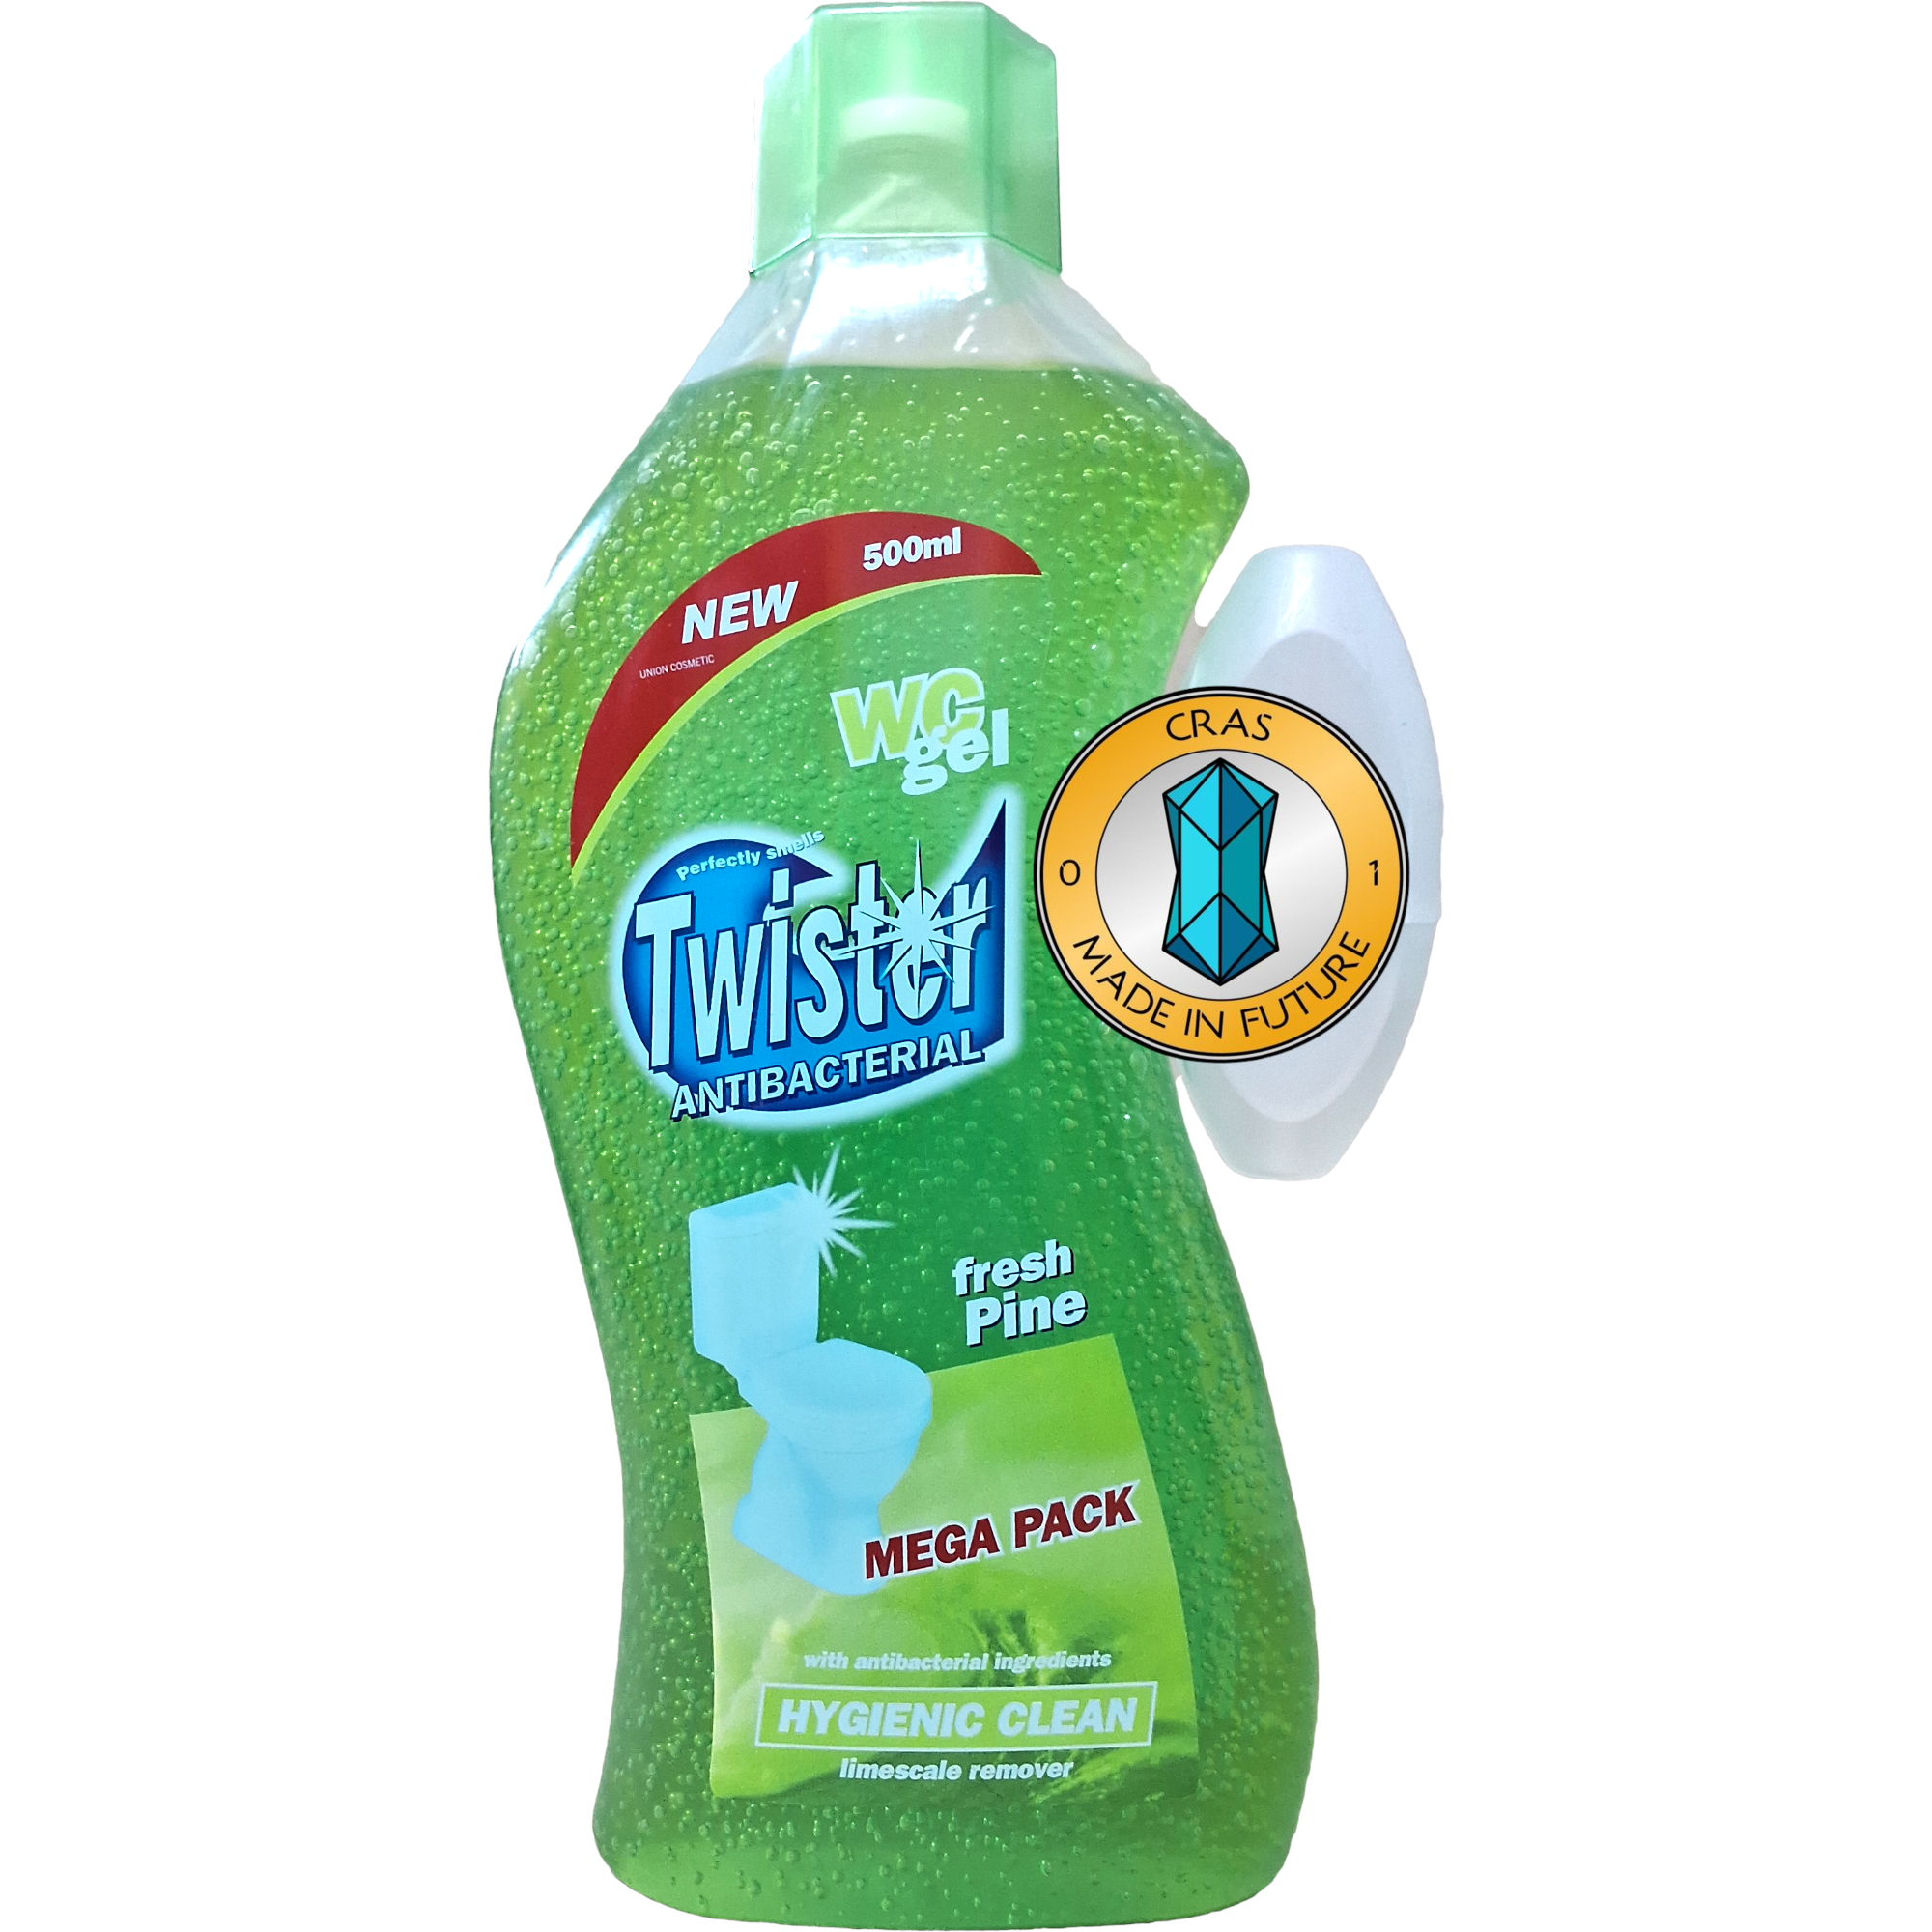 NEW
500ml
UNION COSMETIC
WC
gel
perfectly smells
Twister
ANTIBACTERIAL
CRAS
0 1
MADE IN FUTURE
fresh
Pine
MEGA PACK
with antibacterial ingredients
HYGIENIC CLEAN
limescale remover